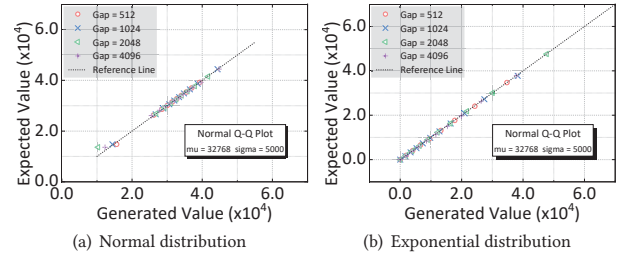 Expected Value (x10⁴)
6.0
4.0
2.0
1.0
Gap = 512
Gap = 1024
Gap = 2048
Gap = 4096
Reference Line
Normal Q-Q Plot
mu = 32768 sigma = 5000
0.0 2.0 4.0 6.0
Generated Value (x10⁴)
(a) Normal distribution
Expected Value (x10⁴)
6.0
4.0
2.0
0.0
Gap = 512
Gap = 1024
Gap = 2048
Gap = 4096
Reference Line
Normal Q-Q Plot
mu = 32768 sigma = 5000
0.0 2.0 4.0 6.0
Generated Value (x10⁴)
(b) Exponential distribution